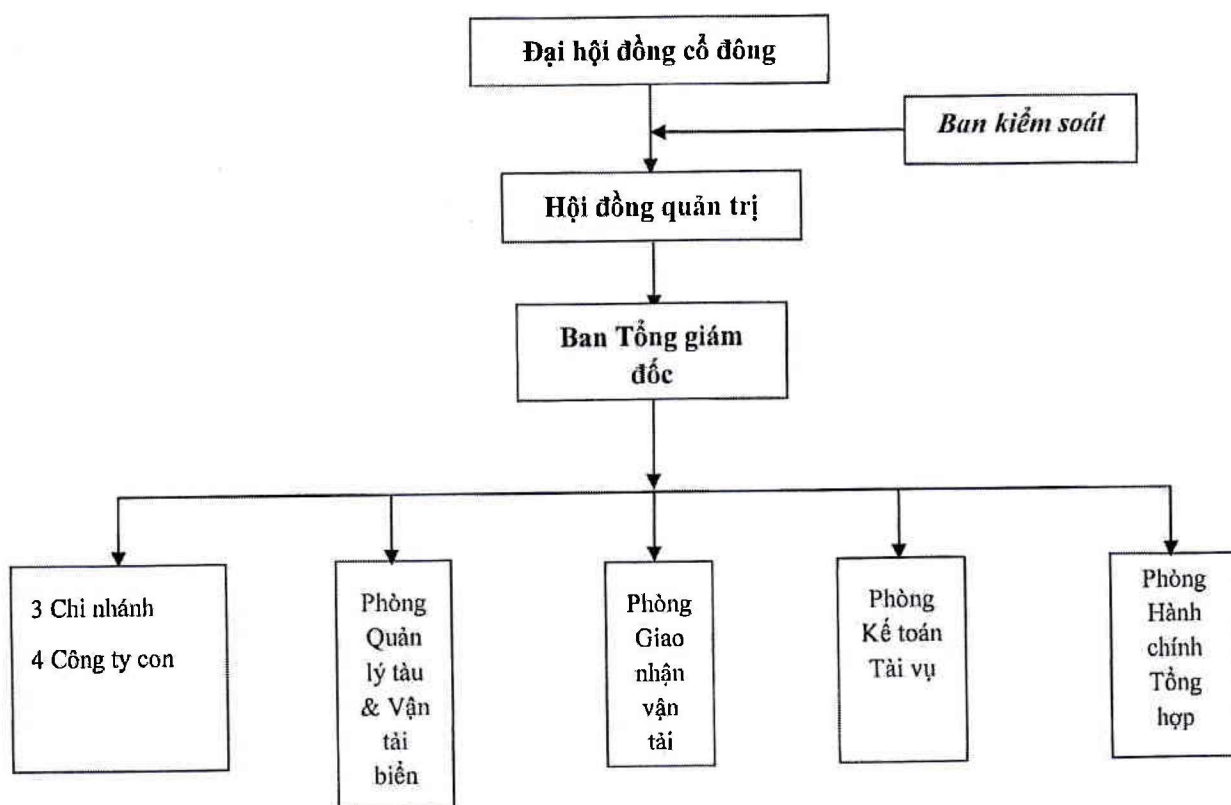 Đại hội đồng cổ đông
Ban kiểm soát
Hội đồng quản trị
Ban Tổng giám
đốc
3 Chi nhánh
4 Công ty con
Phòng
Quản
lý tàu
& Vận
tải
biển
Phòng
Giao
nhận
vận
tải
Phòng
Kế toán
Tài vụ
Phòng
Hành
chính
Tổng
hợp